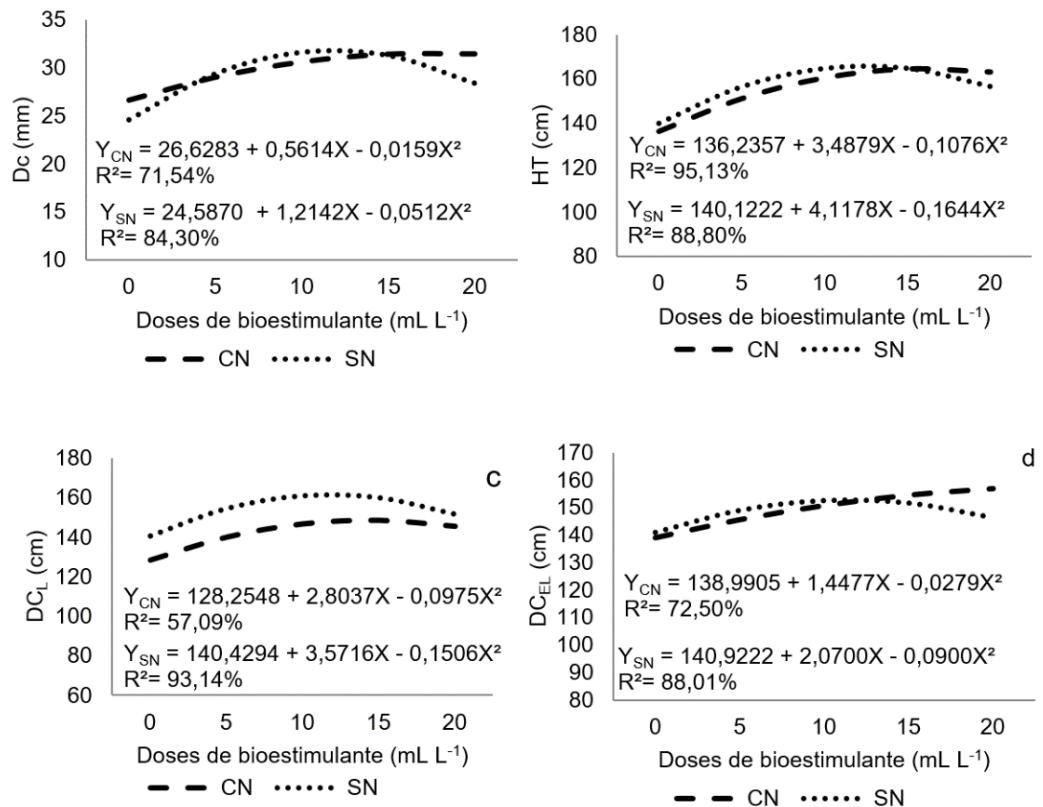 35
30
25
20
15
10
Dc (mm)
Y_CN = 26,6283 + 0,5614X - 0,0159X²
R²= 71,54%
Y_SN = 24,5870 + 1,2142X - 0,0512X²
R²= 84,30%
0 5 10 15 20
Doses de bioestimulante (mL L⁻¹)
CN SN
180
160
140
120
100
80
HT (cm)
Y_CN = 136,2357 + 3,4879X - 0,1076X²
R²= 95,13%
Y_SN = 140,1222 + 4,1178X - 0,1644X²
R²= 88,80%
0 5 10 15 20
Doses de bioestimulante (mL L⁻¹)
CN SN
180
160
140
120
100
80
60
DC_L (cm)
c
Y_CN = 128,2548 + 2,8037X - 0,0975X²
R²= 57,09%
Y_SN = 140,4294 + 3,5716X - 0,1506X²
R²= 93,14%
0 5 10 15 20
Doses de bioestimulante (mL L⁻¹)
CN SN
170
160
150
140
130
120
110
100
90
80
DC_EL (cm)
d
Y_CN = 138,9905 + 1,4477X - 0,0279X²
R²= 72,50%
Y_SN = 140,9222 + 2,0700X - 0,0900X²
R²= 88,01%
0 5 10 15 20
Doses de bioestimulante (mL L⁻¹)
CN SN